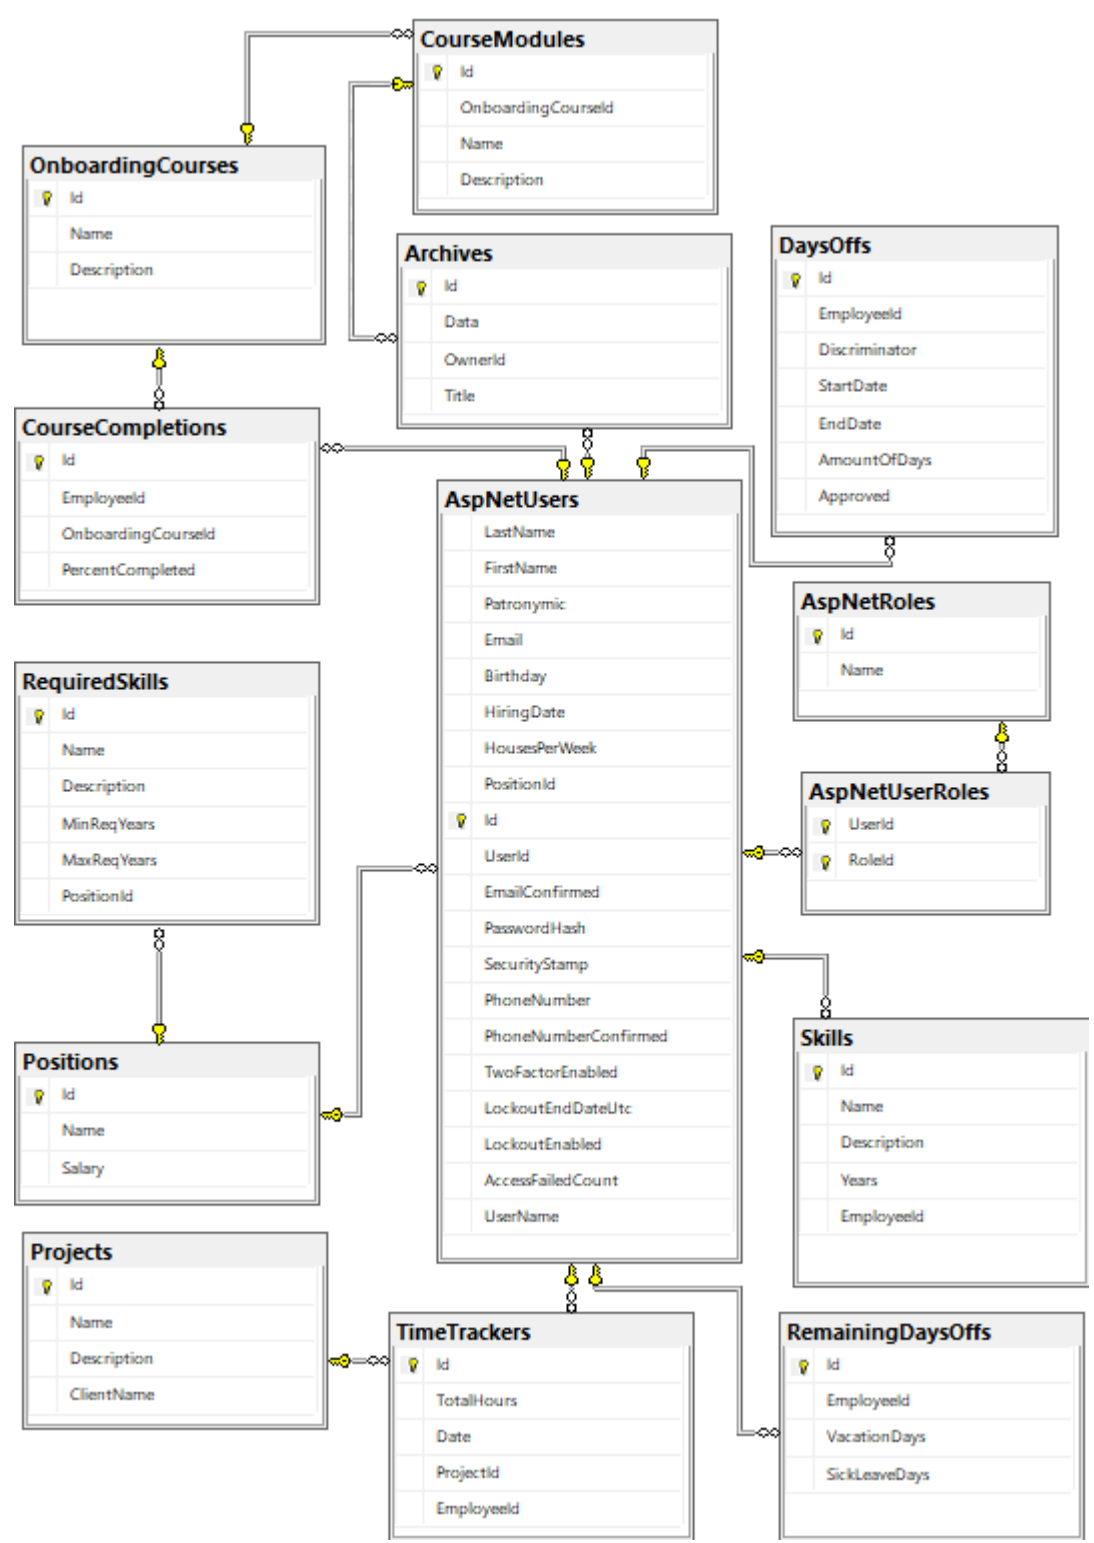 CourseModules
Id
OnboardingCourseId
Name
Description
OnboardingCourses
Id
Name
Description
Archives
Id
Data
OwnerId
Title
DaysOffs
Id
EmployeeId
Discriminator
StartDate
EndDate
AmountOfDays
Approved
CourseCompletions
Id
EmployeeId
OnboardingCourseId
PercentCompleted
AspNetUsers
LastName
FirstName
Patronymic
Email
Birthday
HiringDate
HousesPerWeek
PositionId
Id
UserId
EmailConfirmed
PasswordHash
SecurityStamp
PhoneNumber
PhoneNumberConfirmed
TwoFactorEnabled
LockoutEndDateUtc
LockoutEnabled
AccessFailedCount
UserName
AspNetRoles
Id
Name
RequiredSkills
Id
Name
Description
MinReqYears
MaxReqYears
PositionId
AspNetUserRoles
UserId
RoleId
Skills
Id
Name
Description
Years
EmployeeId
Positions
Id
Name
Salary
Projects
Id
Name
Description
ClientName
TimeTrackers
Id
TotalHours
Date
ProjectId
EmployeeId
RemainingDaysOffs
Id
EmployeeId
VacationDays
SickLeaveDays